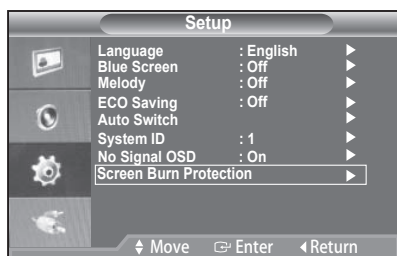 Setup
Language : English
Blue Screen : Off
Melody : Off
ECO Saving : Off
Auto Switch
System ID : 1
No Signal OSD : On
Screen Burn Protection
Move Enter Return